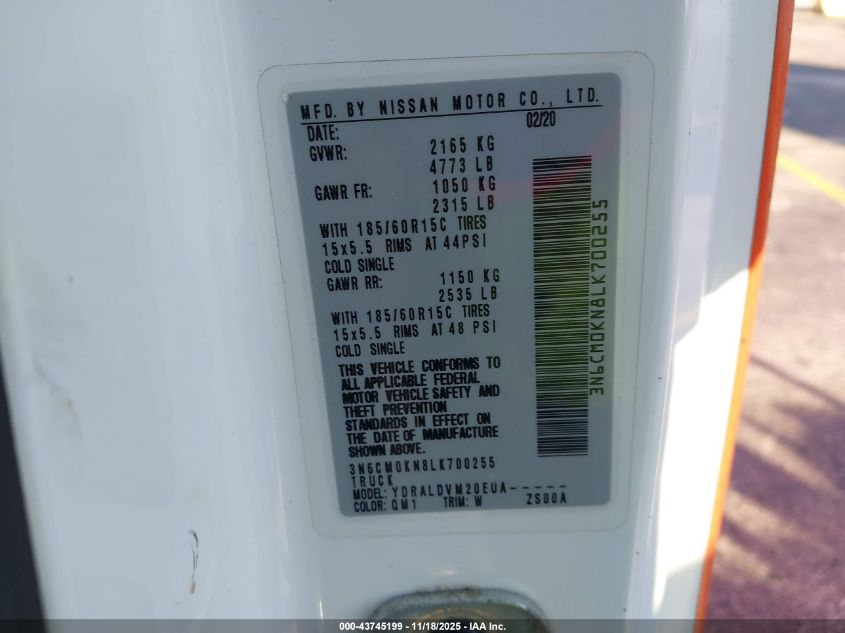 MFD. BY NISSAN MOTOR CO., LTD.
DATE: 02/20
GVWR: 2165 KG
4773 LB
GAWR FR: 1050 KG
2315 LB
WITH 185/60R15C TIRES
15x5.5 RIMS AT 44PSI
COLD SINGLE
GAWR RR: 1150 KG
2535 LB
WITH 185/60R15C TIRES
15x5.5 RIMS AT 48 PSI
COLD SINGLE
THIS VEHICLE CONFORMS TO
ALL APPLICABLE FEDERAL
MOTOR VEHICLE SAFETY AND
THEFT PREVENTION
STANDARDS IN EFFECT ON
THE DATE OF MANUFACTURE
SHOWN ABOVE.
3N6CM0KN8LK700255
TRUCK
MODEL: YDRALDVM20EUA-----
COLOR: QM1 TRIM: W ZS00A
3N6CM0KN8LK700255
000-43745199 - 11/18/2025 - IAA Inc.